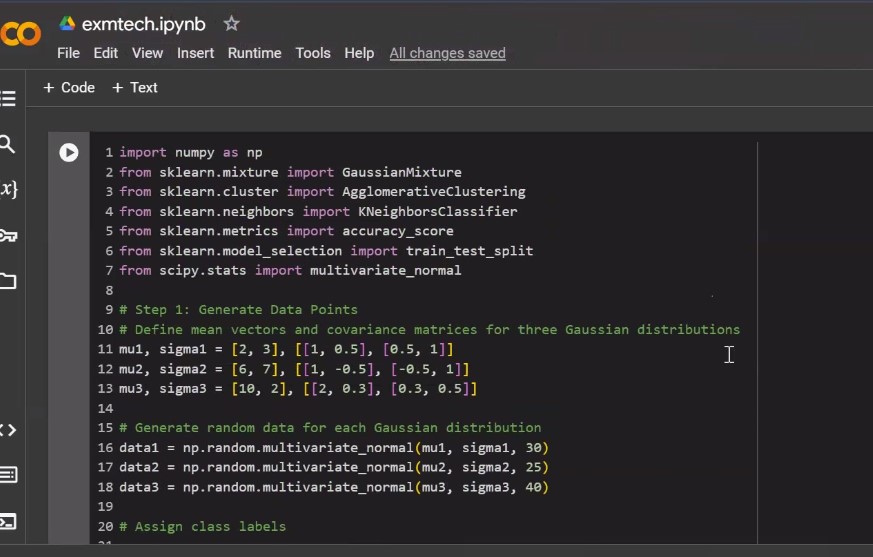 exmtech.ipynb
File Edit View Insert Runtime Tools Help All changes saved
+ Code + Text
1 import numpy as np
2 from sklearn.mixture import GaussianMixture
3 from sklearn.cluster import AgglomerativeClustering
4 from sklearn.neighbors import KNeighborsClassifier
5 from sklearn.metrics import accuracy_score
6 from sklearn.model_selection import train_test_split
7 from scipy.stats import multivariate_normal
8
9 # Step 1: Generate Data Points
10 # Define mean vectors and covariance matrices for three Gaussian distributions
11 mu1, sigma1 = [2, 3], [[1, 0.5], [0.5, 1]]
12 mu2, sigma2 = [6, 7], [[1, -0.5], [-0.5, 1]]
13 mu3, sigma3 = [10, 2], [[2, 0.3], [0.3, 0.5]]
14
15 # Generate random data for each Gaussian distribution
16 data1 = np.random.multivariate_normal(mu1, sigma1, 30)
17 data2 = np.random.multivariate_normal(mu2, sigma2, 25)
18 data3 = np.random.multivariate_normal(mu3, sigma3, 40)
19
20 # Assign class labels